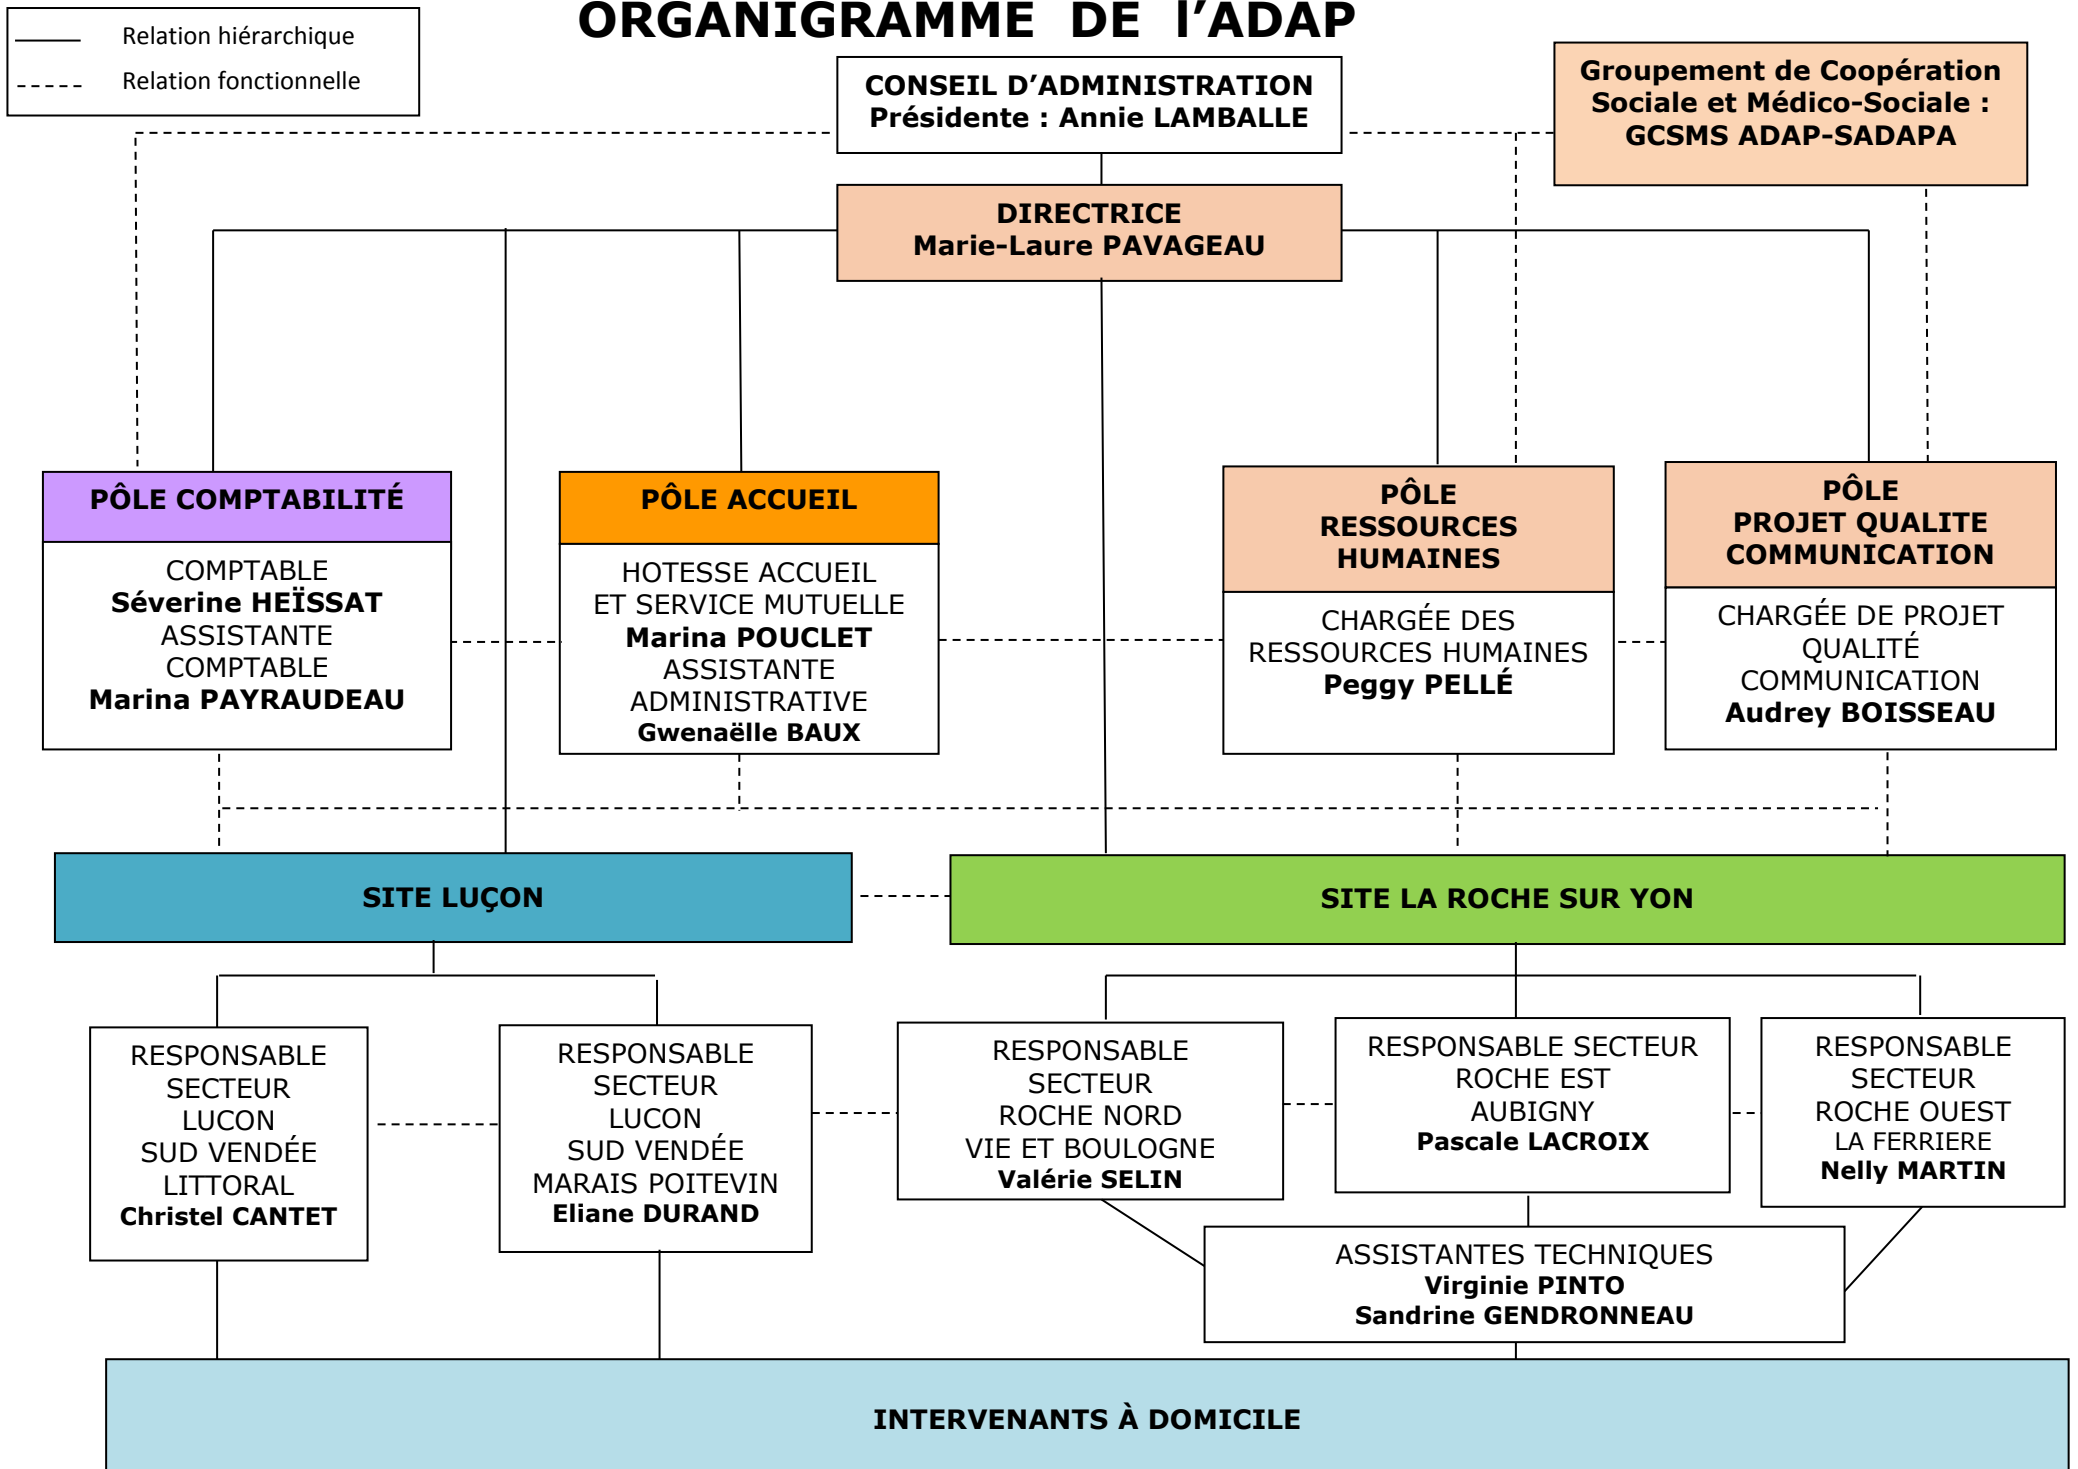 ORGANIGRAMME DE l'ADAP
Relation hiérarchique
Relation fonctionnelle
CONSEIL D'ADMINISTRATION
Présidente : Annie LAMBALLE
Groupement de Coopération
Sociale et Médico-Sociale :
GCSMS ADAP-SADAPA
DIRECTRICE
Marie-Laure PAVAGEAU
PÔLE COMPTABILITÉ
COMPTABLE
Séverine HEÏSSAT
ASSISTANTE
COMPTABLE
Marina PAYRAUDEAU
PÔLE ACCUEIL
HOTESSE ACCUEIL
ET SERVICE MUTUELLE
Marina POUCLET
ASSISTANTE
ADMINISTRATIVE
Gwenaëlle BAUX
PÔLE
RESSOURCES
HUMAINES
CHARGÉE DES
RESSOURCES HUMAINES
Peggy PELLÉ
PÔLE
PROJET QUALITE
COMMUNICATION
CHARGÉE DE PROJET
QUALITÉ
COMMUNICATION
Audrey BOISSEAU
SITE LUÇON
SITE LA ROCHE SUR YON
RESPONSABLE
SECTEUR
LUCON
SUD VENDÉE
LITTORAL
Christel CANTET
RESPONSABLE
SECTEUR
LUCON
SUD VENDÉE
MARAIS POITEVIN
Eliane DURAND
RESPONSABLE
SECTEUR
ROCHE NORD
VIE ET BOULOGNE
Valérie SELIN
RESPONSABLE SECTEUR
ROCHE EST
AUBIGNY
Pascale LACROIX
RESPONSABLE
SECTEUR
ROCHE OUEST
LA FERRIERE
Nelly MARTIN
ASSISTANTES TECHNIQUES
Virginie PINTO
Sandrine GENDRONNEAU
INTERVENANTS À DOMICILE